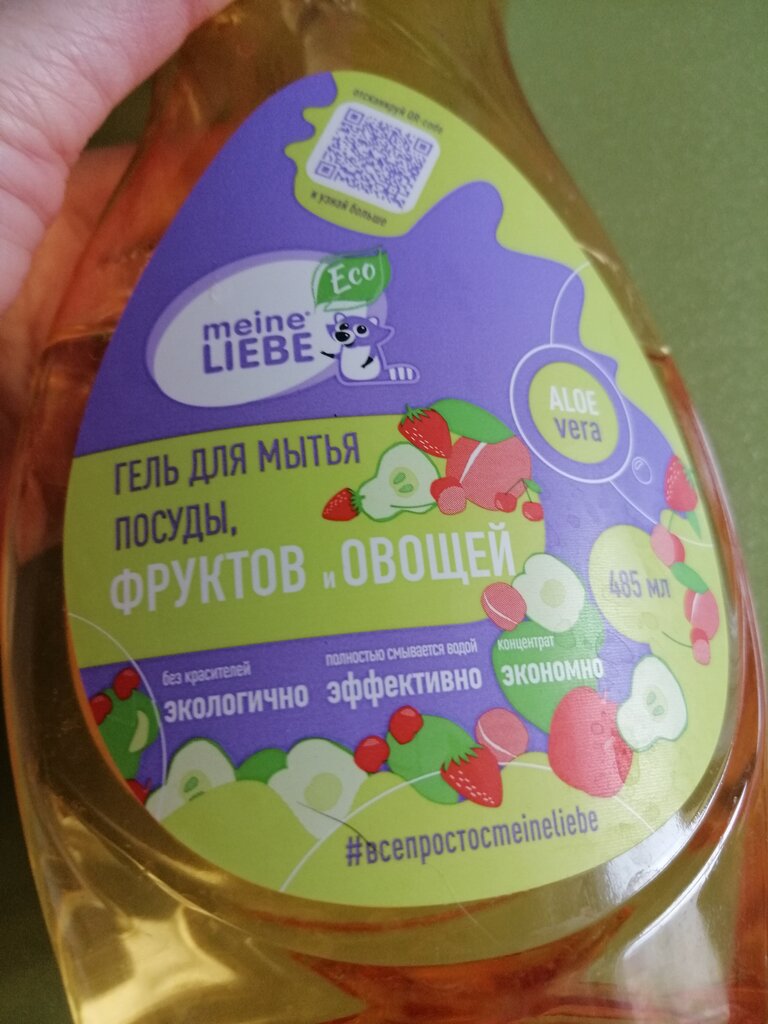 отсканируй QR-code
и узнай больше
Eco
meine
LIEBE
ALOE
vera
ГЕЛЬ ДЛЯ МЫТЬЯ
ПОСУДЫ,
ФРУКТОВ и ОВОЩЕЙ
485 мл
без красителей
экологично
полностью смывается водой
эффективно
концентрат
экономно
#всепростосmeineliebe